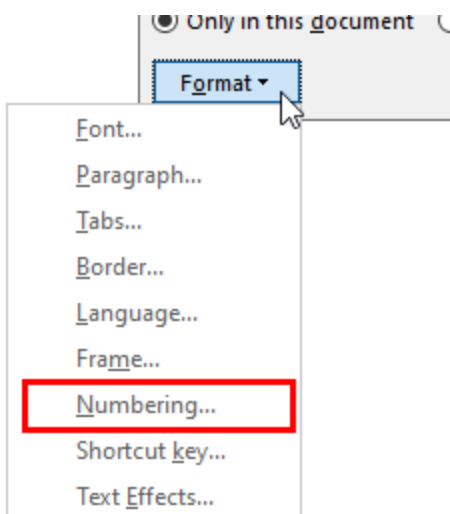 Only in this document
Format
Font...
Paragraph...
Tabs...
Border...
Language...
Frame...
Numbering...
Shortcut key...
Text Effects...